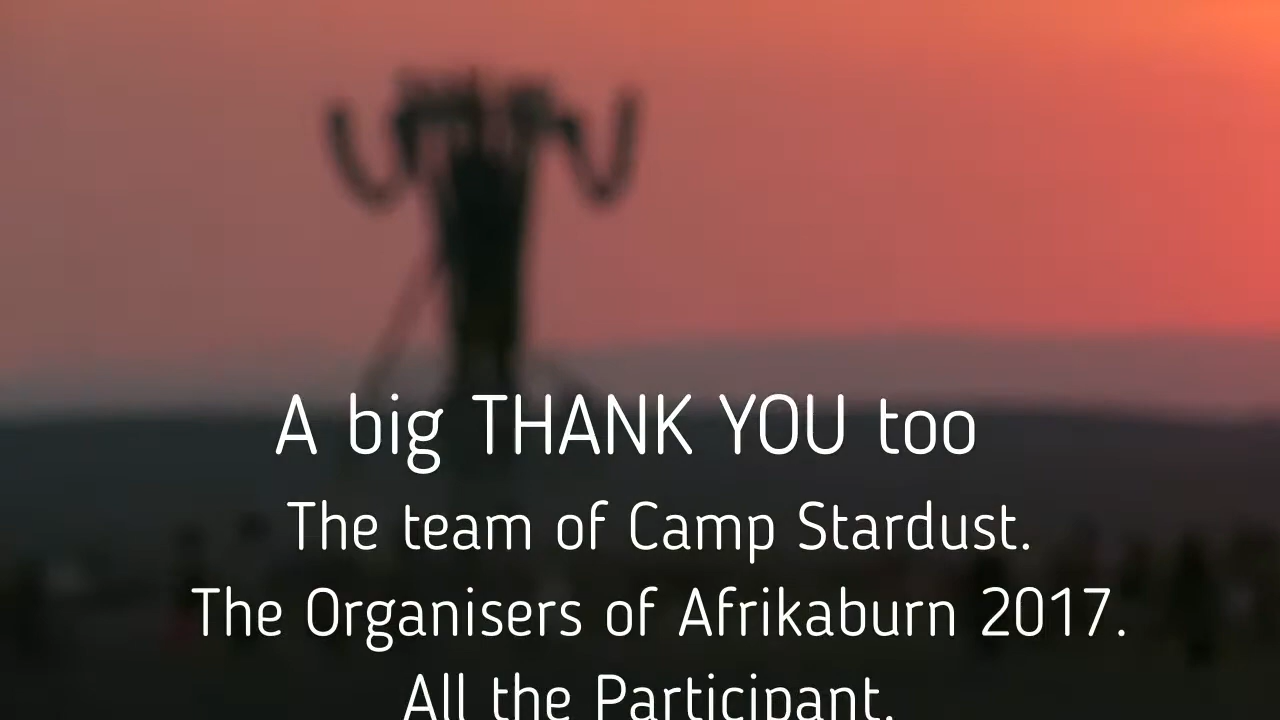 A big THANK YOU too
The team of Camp Stardust.
The Organisers of Afrikaburn 2017.
All the Participant.